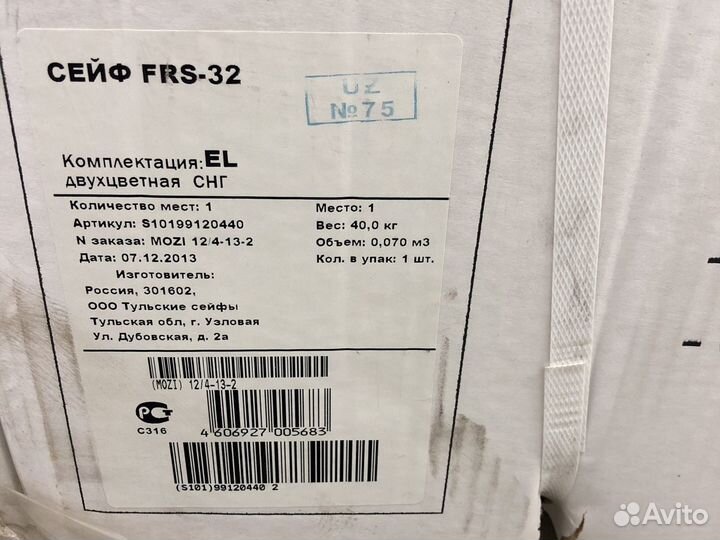 СЕЙФ FRS-32
UZ
№75
Комплектация: EL
двухцветная СНГ
Количество мест: 1 Место: 1
Артикул: S10199120440 Вес: 40,0 кг
N заказа: MOZI 12/4-13-2 Объем: 0,070 м3
Дата: 07.12.2013 Кол. в упак: 1 шт.
Изготовитель:
Россия, 301602,
ООО Тульские сейфы
Тульская обл, г. Узловая
Ул. Дубовская, д. 2а
(MOZI) 12/4-13-2
РСТ
С316
4 606927 005683
(S101)99120440 2
Avito